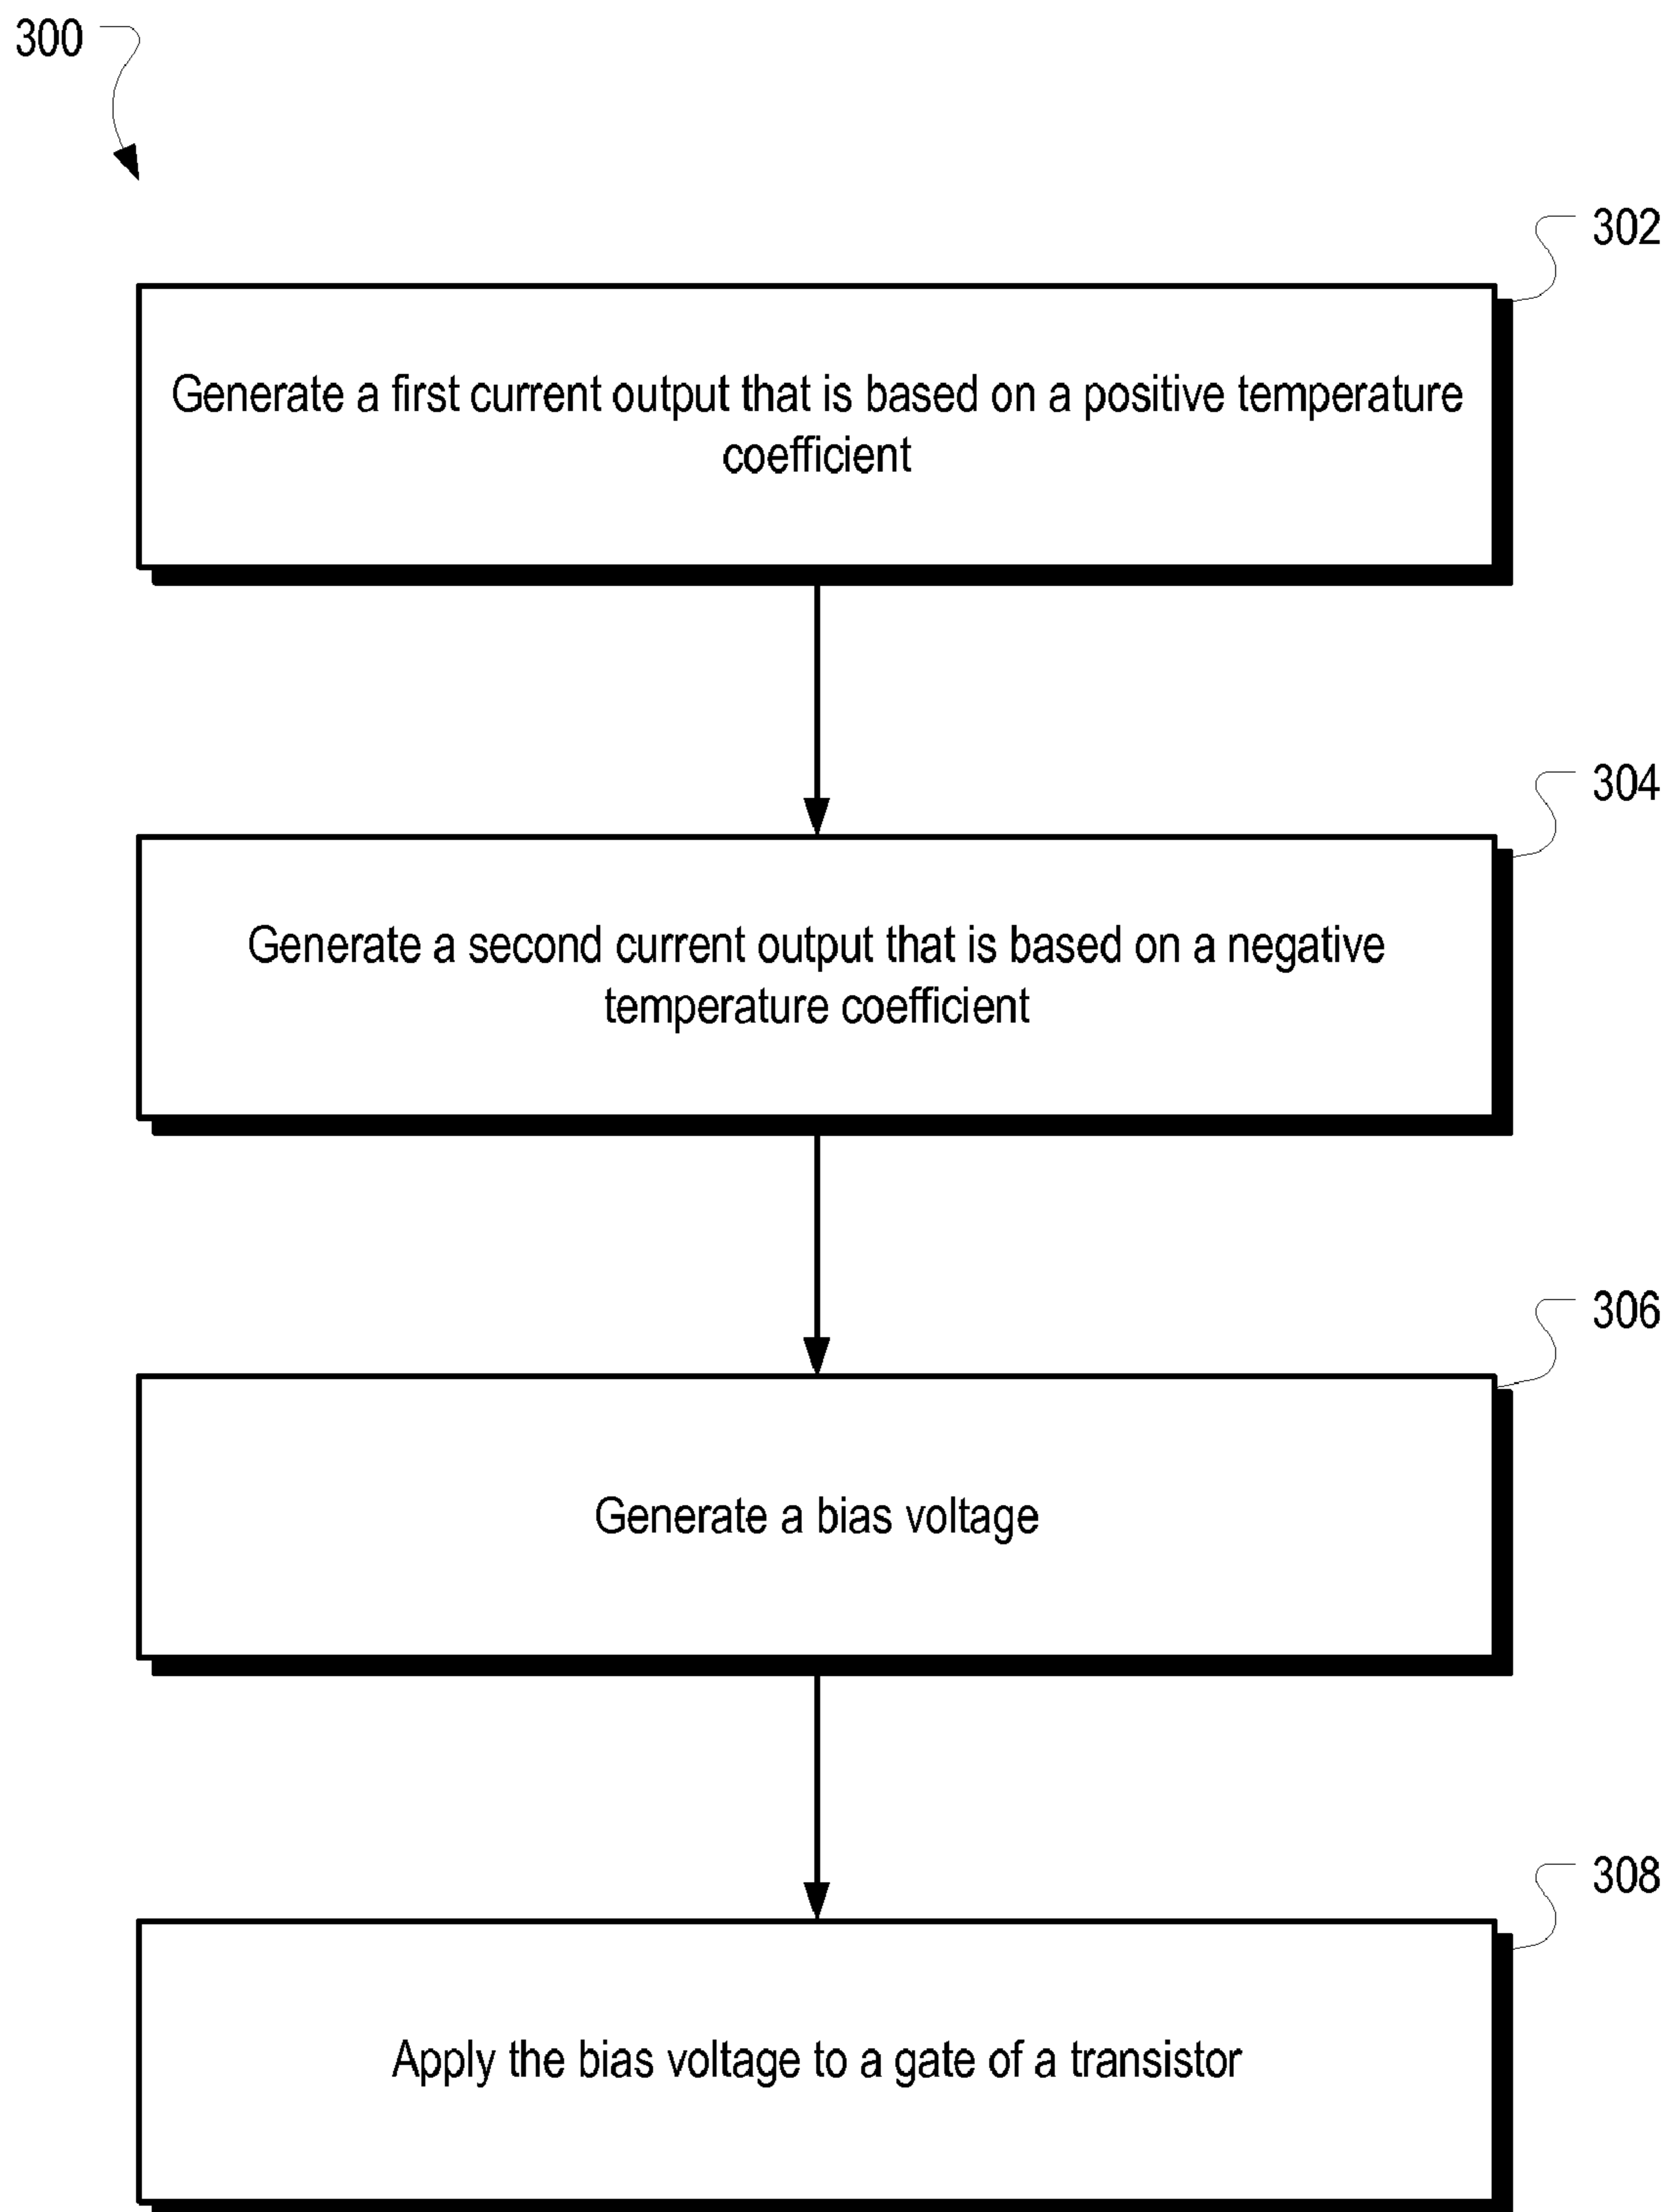 300
302
Generate a first current output that is based on a positive temperature
coefficient
304
Generate a second current output that is based on a negative
temperature coefficient
306
Generate a bias voltage
308
Apply the bias voltage to a gate of a transistor